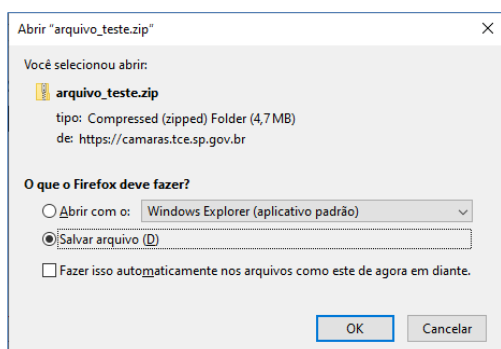 Abrir “arquivo_teste.zip”
Você selecionou abrir:
arquivo_teste.zip
tipo: Compressed (zipped) Folder (4,7 MB)
de: https://camaras.tce.sp.gov.br
O que o Firefox deve fazer?
Abrir com o: Windows Explorer (aplicativo padrão)
Salvar arquivo (D)
Fazer isso automaticamente nos arquivos como este de agora em diante.
OK Cancelar